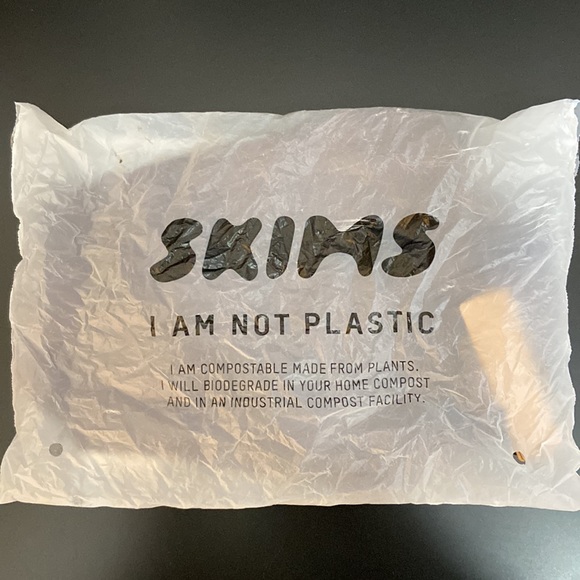 SKIMS
I AM NOT PLASTIC
I AM COMPOSTABLE MADE FROM PLANTS.
I WILL BIODEGRADE IN YOUR HOME COMPOST
AND IN AN INDUSTRIAL COMPOST FACILITY.